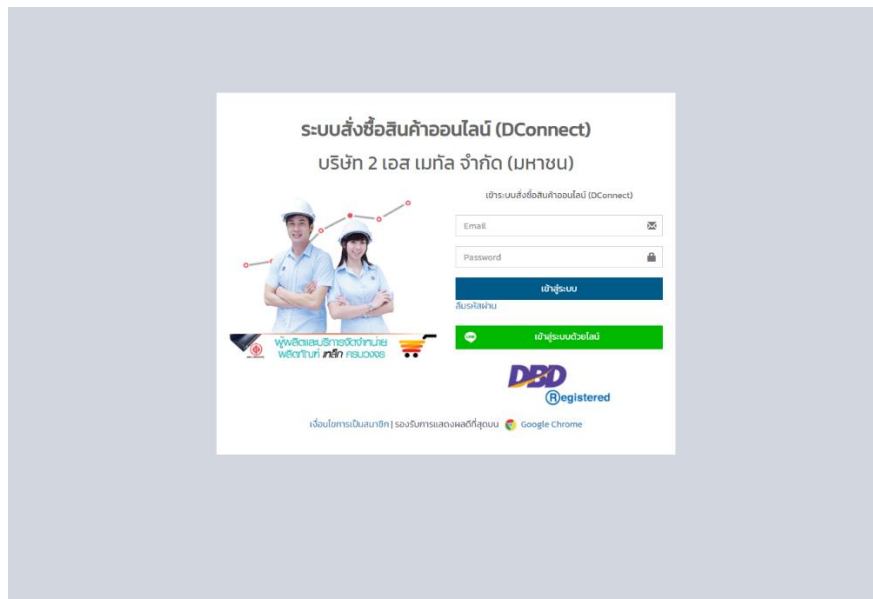 ระบบสั่งซื้อสินค้าออนไลน์ (DConnect)
บริษัท 2 เอส เมทัล จำกัด (มหาชน)
เข้าระบบสั่งซื้อสินค้าออนไลน์ (DConnect)
Email
Password
เข้าสู่ระบบ
ลืมรหัสผ่าน
เข้าสู่ระบบด้วยไลน์
ผู้ผลิตและบริการจัดจำหน่าย
ผลิตภัณฑ์ เหล็ก ครบวงจร
DBD
Registered
เงื่อนไขการเป็นสมาชิก | รองรับการแสดงผลดีที่สุดบน Google Chrome